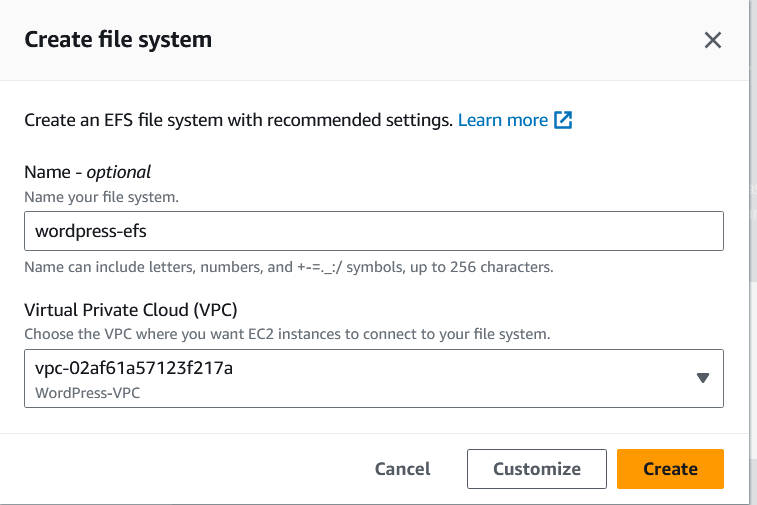 Create file system
Create an EFS file system with recommended settings. Learn more
Name - optional
Name your file system.
wordpress-efs
Name can include letters, numbers, and +-=._:/ symbols, up to 256 characters.
Virtual Private Cloud (VPC)
Choose the VPC where you want EC2 instances to connect to your file system.
vpc-02af61a57123f217a
WordPress-VPC
Cancel
Customize
Create